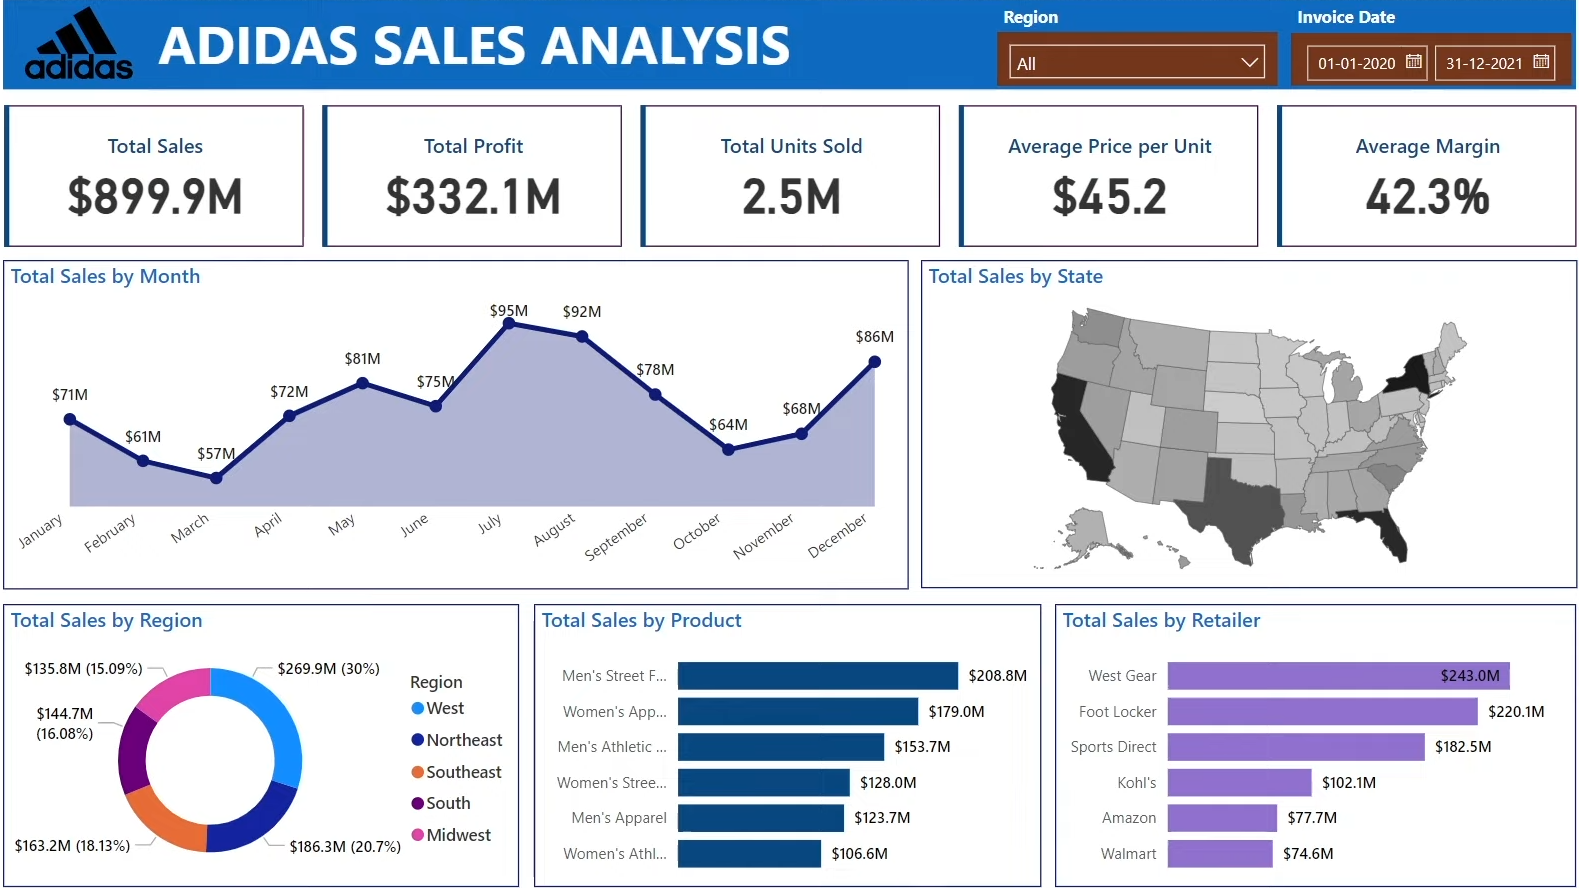 adidas
ADIDAS SALES ANALYSIS
Region
All
Invoice Date
01-01-2020
31-12-2021
Total Sales
$899.9M
Total Profit
$332.1M
Total Units Sold
2.5M
Average Price per Unit
$45.2
Average Margin
42.3%
Total Sales by Month
$71M
$61M
$57M
$72M
$81M
$75M
$95M
$92M
$78M
$64M
$68M
$86M
January
February
March
April
May
June
July
August
September
October
November
December
Total Sales by State
Total Sales by Region
$135.8M (15.09%)
$269.9M (30%)
$144.7M
(16.08%)
$163.2M (18.13%)
$186.3M (20.7%)
Region
West
Northeast
Southeast
South
Midwest
Total Sales by Product
Men's Street F... $208.8M
Women's App... $179.0M
Men's Athletic ... $153.7M
Women's Stree... $128.0M
Men's Apparel $123.7M
Women's Athl... $106.6M
Total Sales by Retailer
West Gear $243.0M
Foot Locker $220.1M
Sports Direct $182.5M
Kohl's $102.1M
Amazon $77.7M
Walmart $74.6M